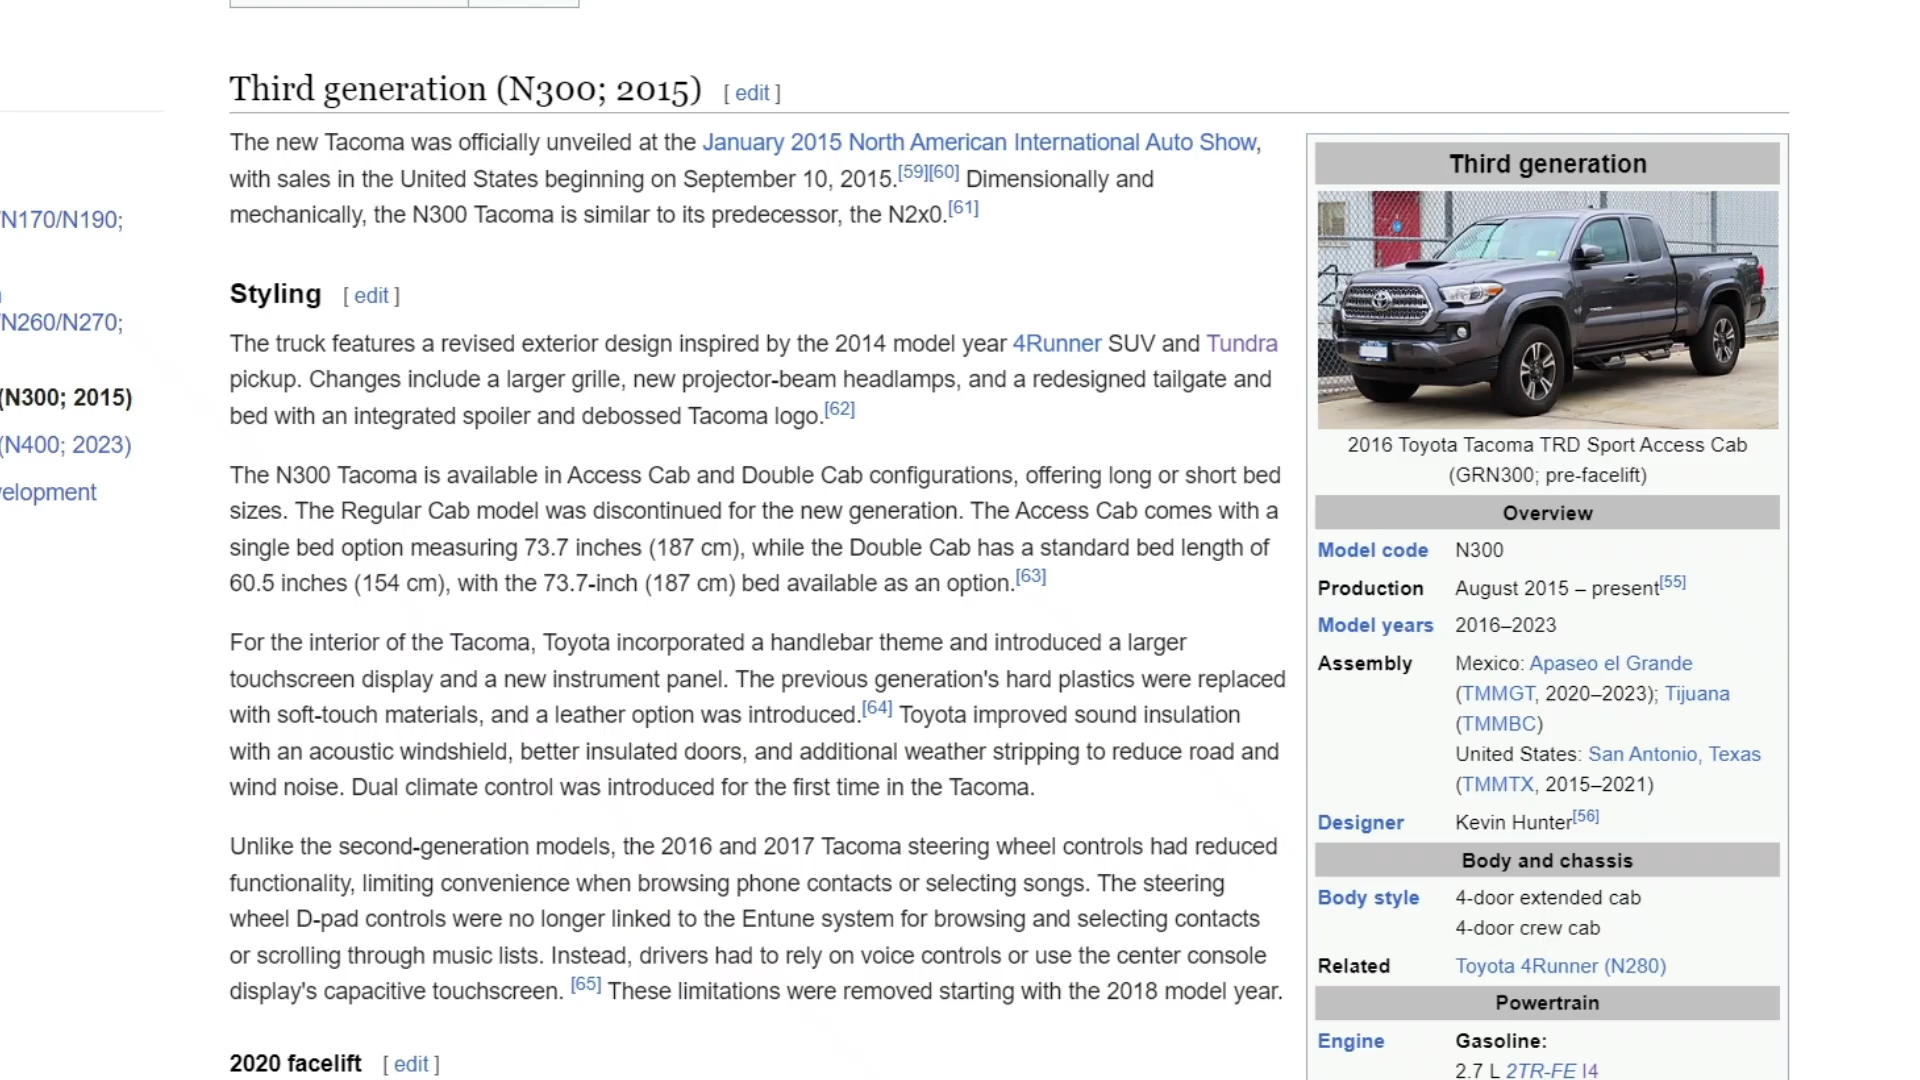 Third generation (N300; 2015) [ edit ]
The new Tacoma was officially unveiled at the January 2015 North American International Auto Show,
with sales in the United States beginning on September 10, 2015.[59][60] Dimensionally and
mechanically, the N300 Tacoma is similar to its predecessor, the N2x0.[61]
Styling [ edit ]
The truck features a revised exterior design inspired by the 2014 model year 4Runner SUV and Tundra
pickup. Changes include a larger grille, new projector-beam headlamps, and a redesigned tailgate and
bed with an integrated spoiler and debossed Tacoma logo.[62]
The N300 Tacoma is available in Access Cab and Double Cab configurations, offering long or short bed
sizes. The Regular Cab model was discontinued for the new generation. The Access Cab comes with a
single bed option measuring 73.7 inches (187 cm), while the Double Cab has a standard bed length of
60.5 inches (154 cm), with the 73.7-inch (187 cm) bed available as an option.[63]
For the interior of the Tacoma, Toyota incorporated a handlebar theme and introduced a larger
touchscreen display and a new instrument panel. The previous generation's hard plastics were replaced
with soft-touch materials, and a leather option was introduced.[64] Toyota improved sound insulation
with an acoustic windshield, better insulated doors, and additional weather stripping to reduce road and
wind noise. Dual climate control was introduced for the first time in the Tacoma.
Unlike the second-generation models, the 2016 and 2017 Tacoma steering wheel controls had reduced
functionality, limiting convenience when browsing phone contacts or selecting songs. The steering
wheel D-pad controls were no longer linked to the Entune system for browsing and selecting contacts
or scrolling through music lists. Instead, drivers had to rely on voice controls or use the center console
display's capacitive touchscreen. [65] These limitations were removed starting with the 2018 model year.
2020 facelift [ edit ]
/N170/N190;
/N260/N270;
(N300; 2015)
(N400; 2023)
velopment
Third generation
2016 Toyota Tacoma TRD Sport Access Cab
(GRN300; pre-facelift)
Overview
Model code N300
Production August 2015 – present[55]
Model years 2016–2023
Assembly Mexico: Apaseo el Grande
(TMMGT, 2020–2023); Tijuana
(TMMBC)
United States: San Antonio, Texas
(TMMTX, 2015–2021)
Designer Kevin Hunter[56]
Body and chassis
Body style 4-door extended cab
4-door crew cab
Related Toyota 4Runner (N280)
Powertrain
Engine Gasoline:
2.7 L 2TR-FE I4